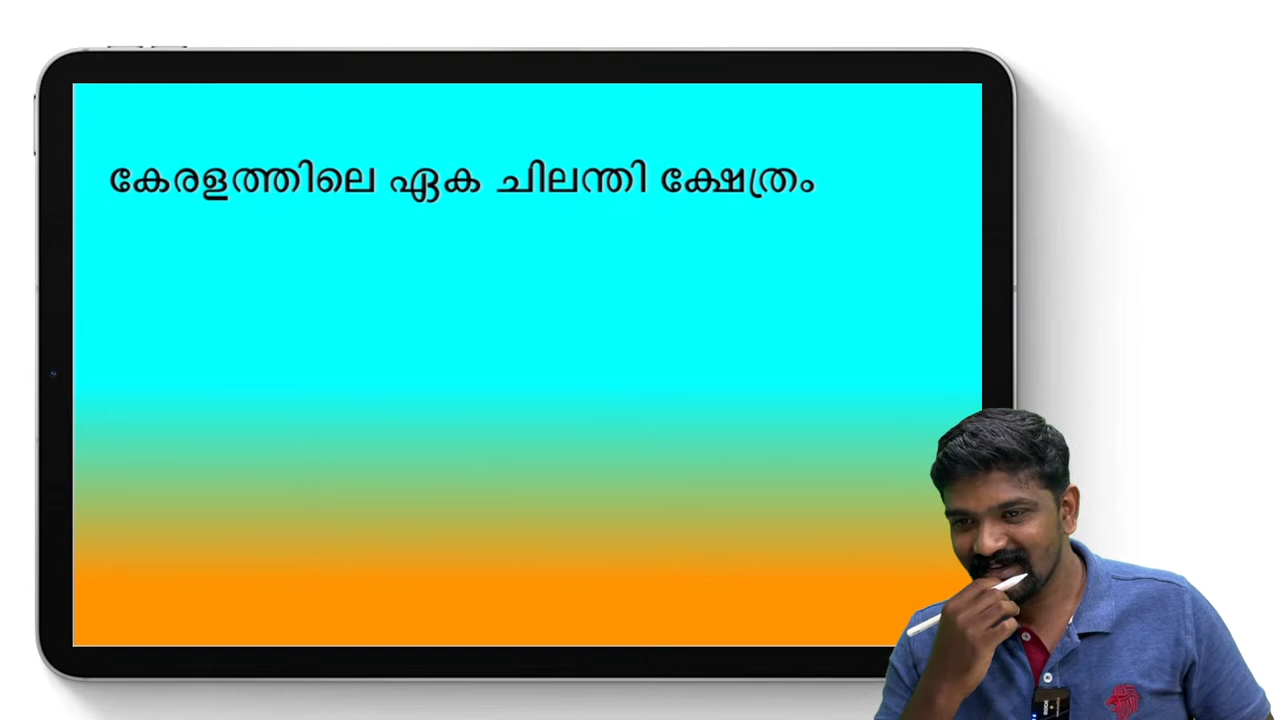 കേരളത്തിലെ ഏക ചിലന്തി ക്ഷേത്രം